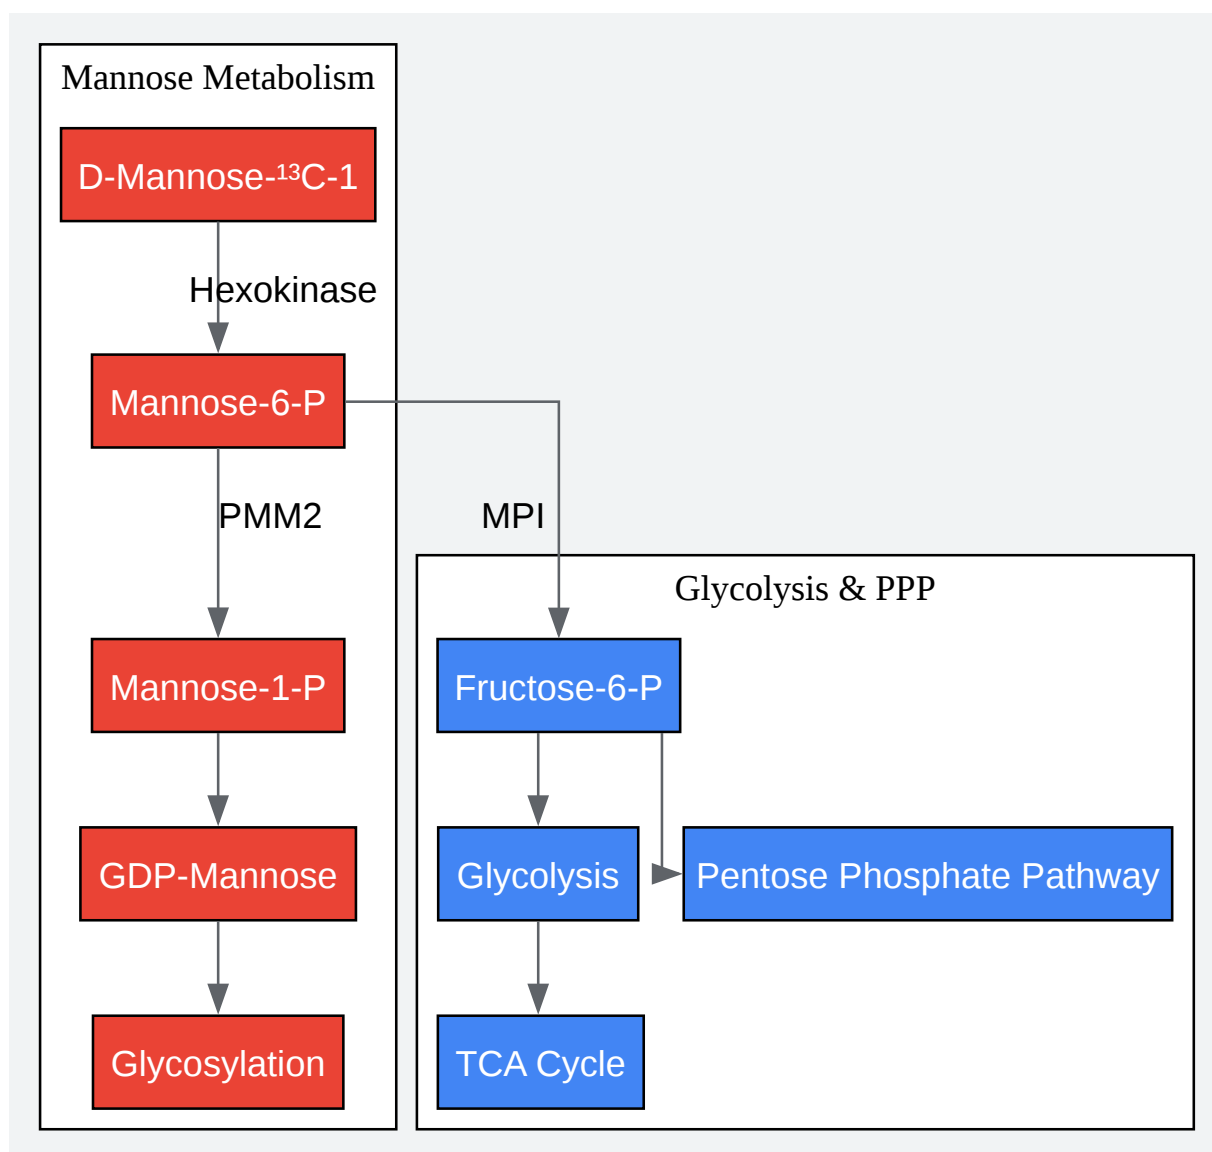 Mannose Metabolism
D-Mannose-¹³C-1
Hexokinase
Mannose-6-P
PMM2
MPI
Glycolysis & PPP
Mannose-1-P
Fructose-6-P
GDP-Mannose
Glycolysis
Pentose Phosphate Pathway
Glycosylation
TCA Cycle